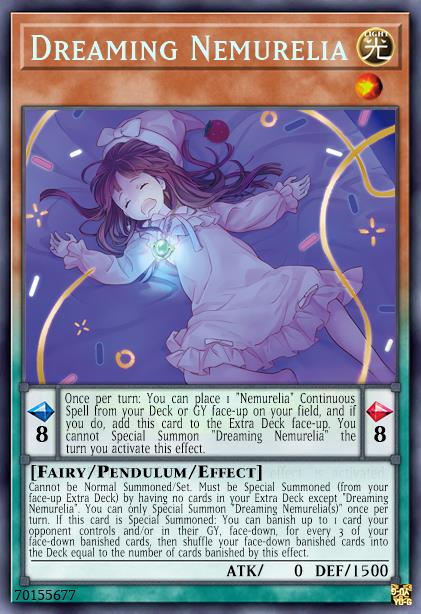 DREAMING NEMURELIA
LIGHT
光
Once per turn: You can place 1 "Nemurelia" Continuous
Spell from your Deck or GY face-up on your field, and if
you do, add this card to the Extra Deck face-up. You
cannot Special Summon "Dreaming Nemurelia" the
turn you activate this effect.
8
8
[FAIRY/PENDULUM/EFFECT]
Cannot be Normal Summoned/Set. Must be Special Summoned (from your
face-up Extra Deck) by having no cards in your Extra Deck except "Dreaming
Nemurelia". You can only Special Summon "Dreaming Nemurelia(s)" once per
turn. If this card is Special Summoned: You can banish up to 1 card your
opponent controls and/or in their GY, face-down, for every 3 of your
face-down banished cards, then shuffle your face-down banished cards into
the Deck equal to the number of cards banished by this effect.
ATK/ 0 DEF/1500
70155677